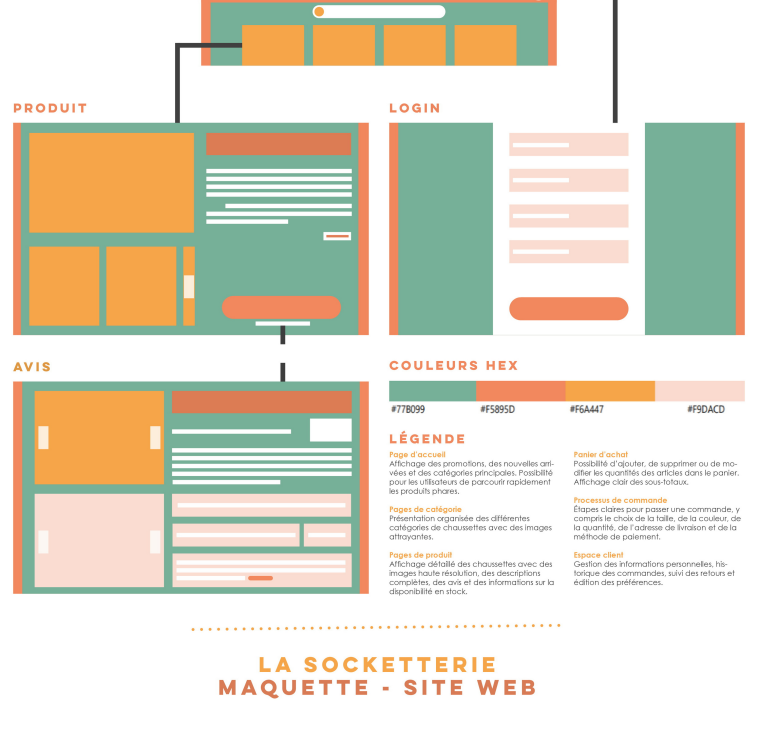 PRODUIT
LOGIN
AVIS
COULEURS HEX
#77B099
#F5895D
#F6A447
#F9DACD
LÉGENDE
Page d'accueil
Affichage des promotions, des nouvelles arri-
vées et des catégories principales. Possibilité
pour les utilisateurs de parcourir rapidement
les produits phares.
Pages de catégorie
Présentation organisée des différentes
catégories de chaussettes avec des images
attrayantes.
Pages de produit
Affichage détaillé des chaussettes avec des
images haute résolution, des descriptions
complètes, des avis et des informations sur la
disponibilité en stock.
Panier d'achat
Possibilité d'ajouter, de supprimer ou de mo-
difier les quantités des articles dans le panier.
Affichage clair des sous-totaux.
Processus de commande
Étapes claires pour passer une commande, y
compris le choix de la taille, de la couleur, de
la quantité, de l'adresse de livraison et de la
méthode de paiement.
Espace client
Gestion des informations personnelles, his-
torique des commandes, suivi des retours et
édition des préférences.
LA SOCKETTERIE
MAQUETTE - SITE WEB